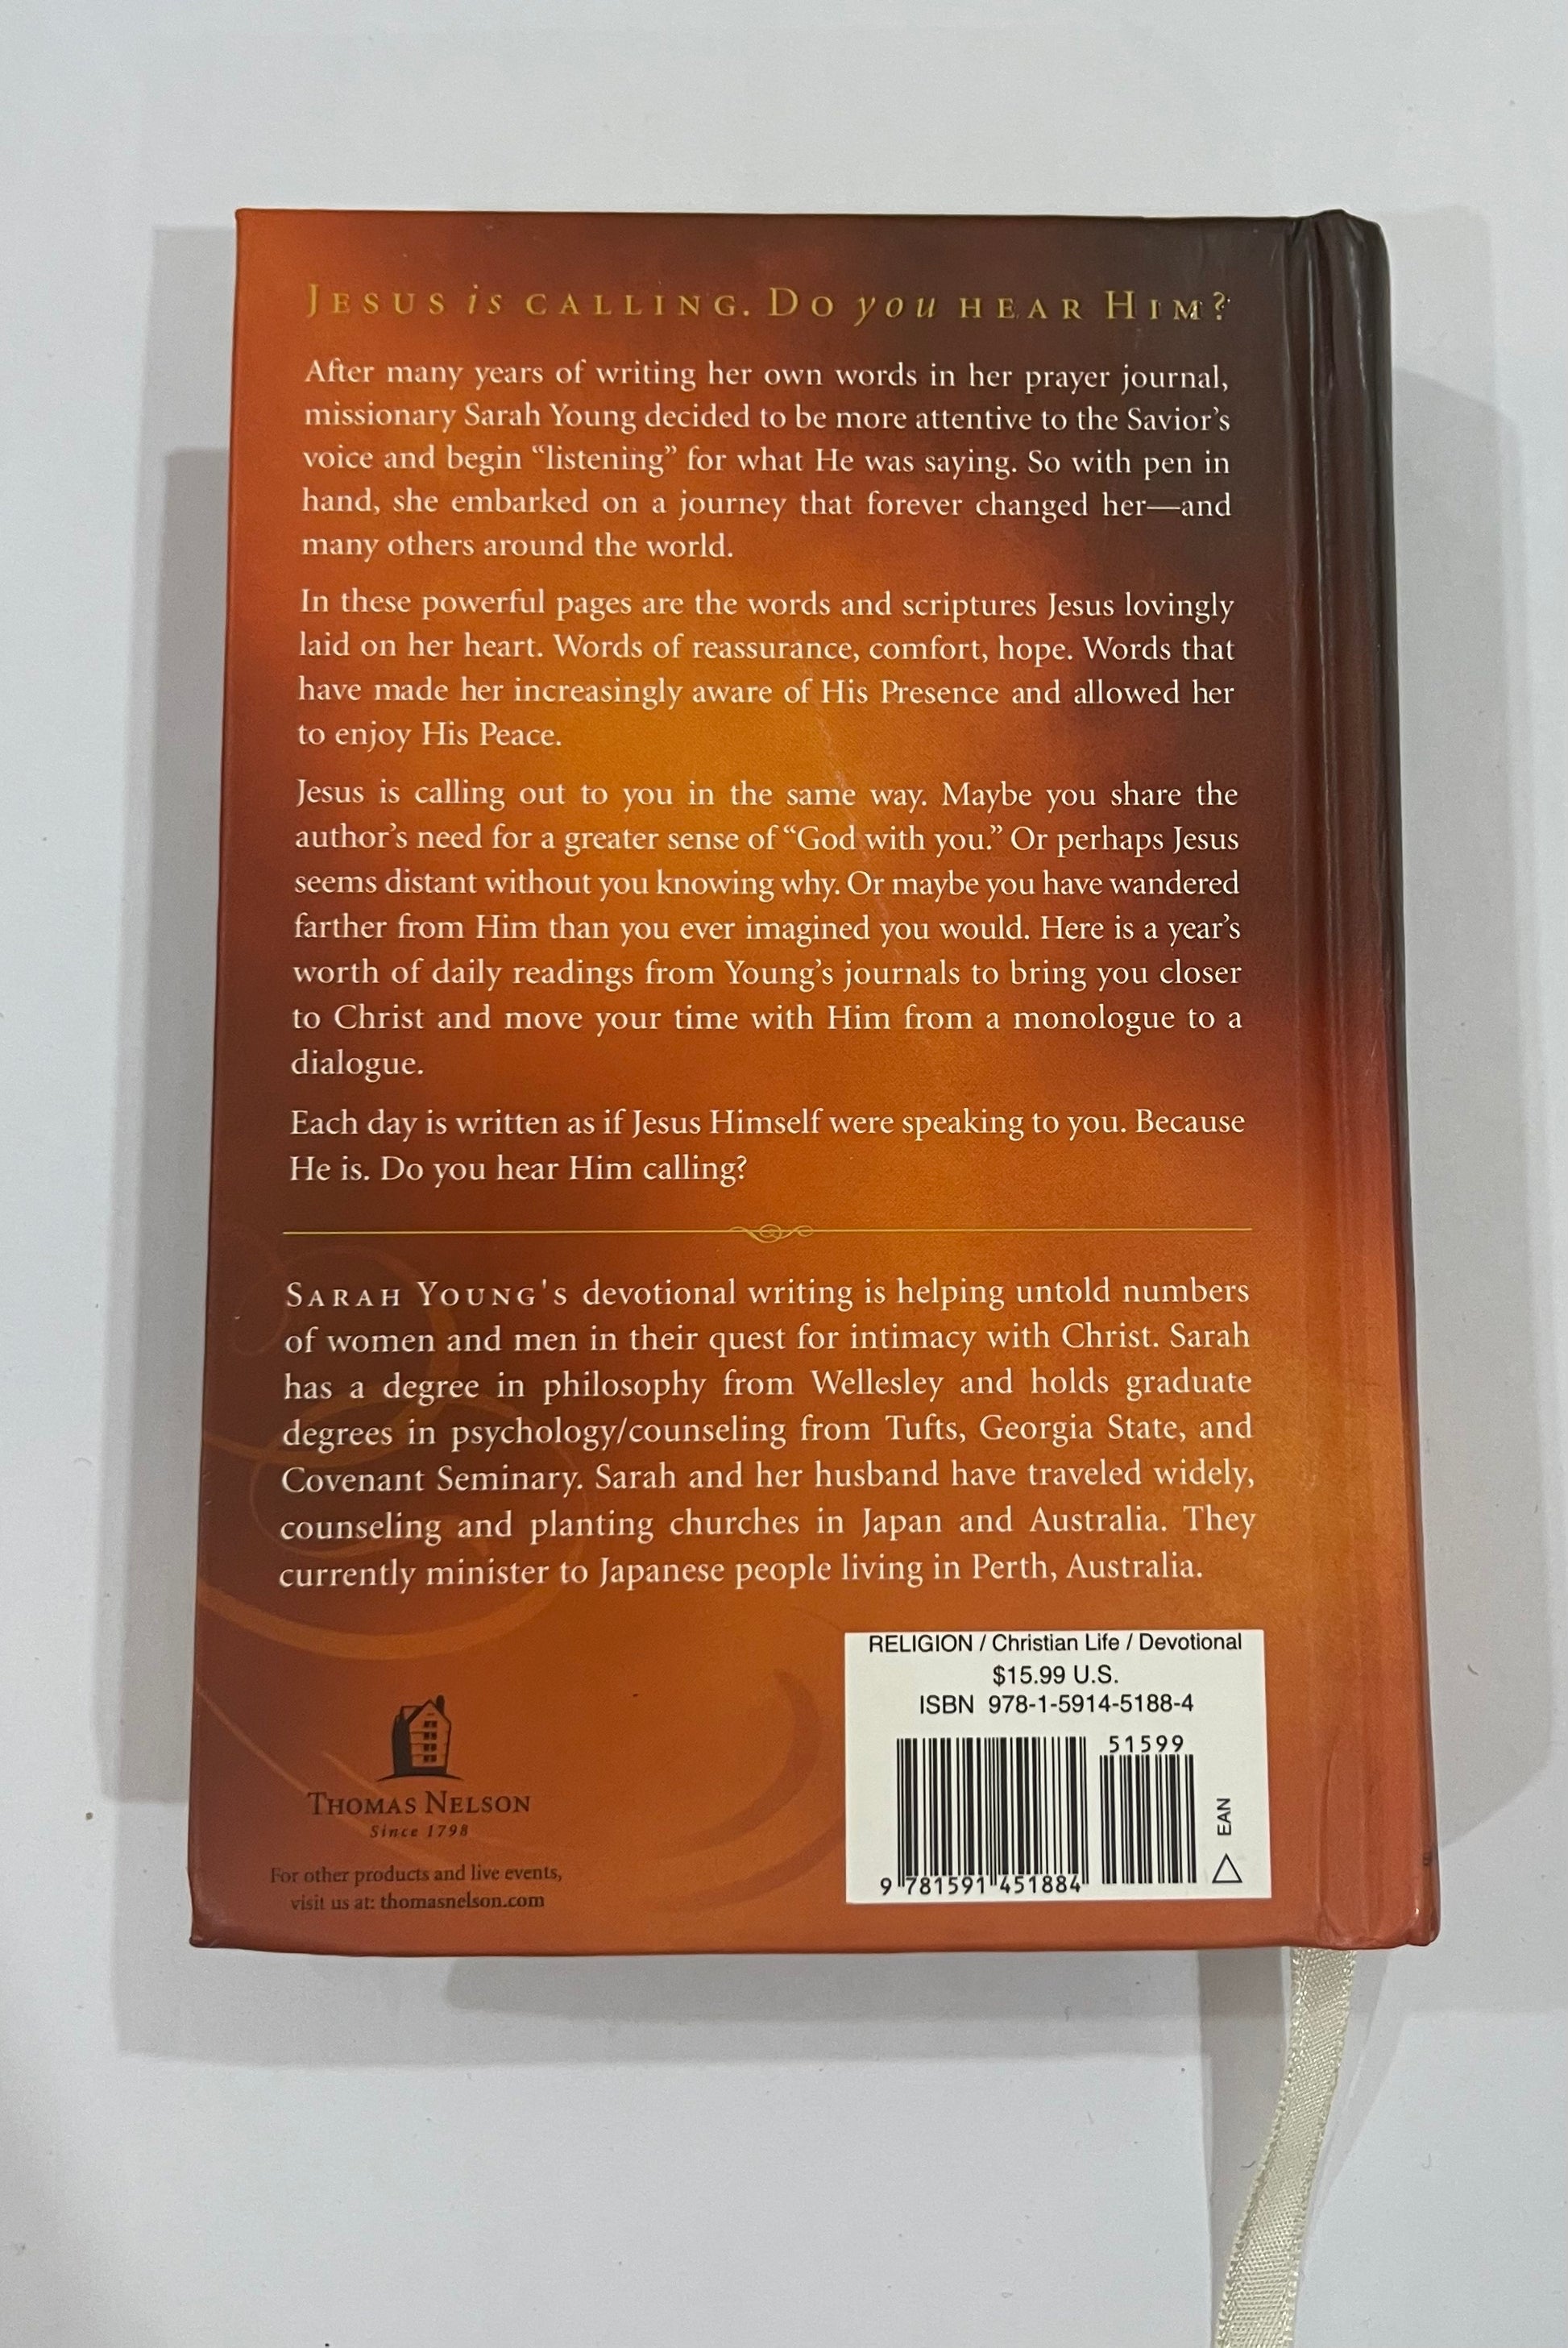 JESUS is CALLING. DO you HEAR HIM?
After many years of writing her own words in her prayer journal,
missionary Sarah Young decided to be more attentive to the Savior's
voice and begin “listening” for what He was saying. So with pen in
hand, she embarked on a journey that forever changed her—and
many others around the world.
In these powerful pages are the words and scriptures Jesus lovingly
laid on her heart. Words of reassurance, comfort, hope. Words that
have made her increasingly aware of His Presence and allowed her
to enjoy His Peace.
Jesus is calling out to you in the same way. Maybe you share the
author's need for a greater sense of “God with you.” Or perhaps Jesus
seems distant without you knowing why. Or maybe you have wandered
farther from Him than you ever imagined you would. Here is a year's
worth of daily readings from Young's journals to bring you closer
to Christ and move your time with Him from a monologue to a
dialogue.
Each day is written as if Jesus Himself were speaking to you. Because
He is. Do you hear Him calling?
SARAH YOUNG'S devotional writing is helping untold numbers
of women and men in their quest for intimacy with Christ. Sarah
has a degree in philosophy from Wellesley and holds graduate
degrees in psychology/counseling from Tufts, Georgia State, and
Covenant Seminary. Sarah and her husband have traveled widely,
counseling and planting churches in Japan and Australia. They
currently minister to Japanese people living in Perth, Australia.
THOMAS NELSON
Since 1798
For other products and live events,
visit us at: thomasnelson.com
RELIGION / Christian Life / Devotional
$15.99 U.S.
ISBN 978-1-5914-5188-4
51599
EAN
9 781591 451884